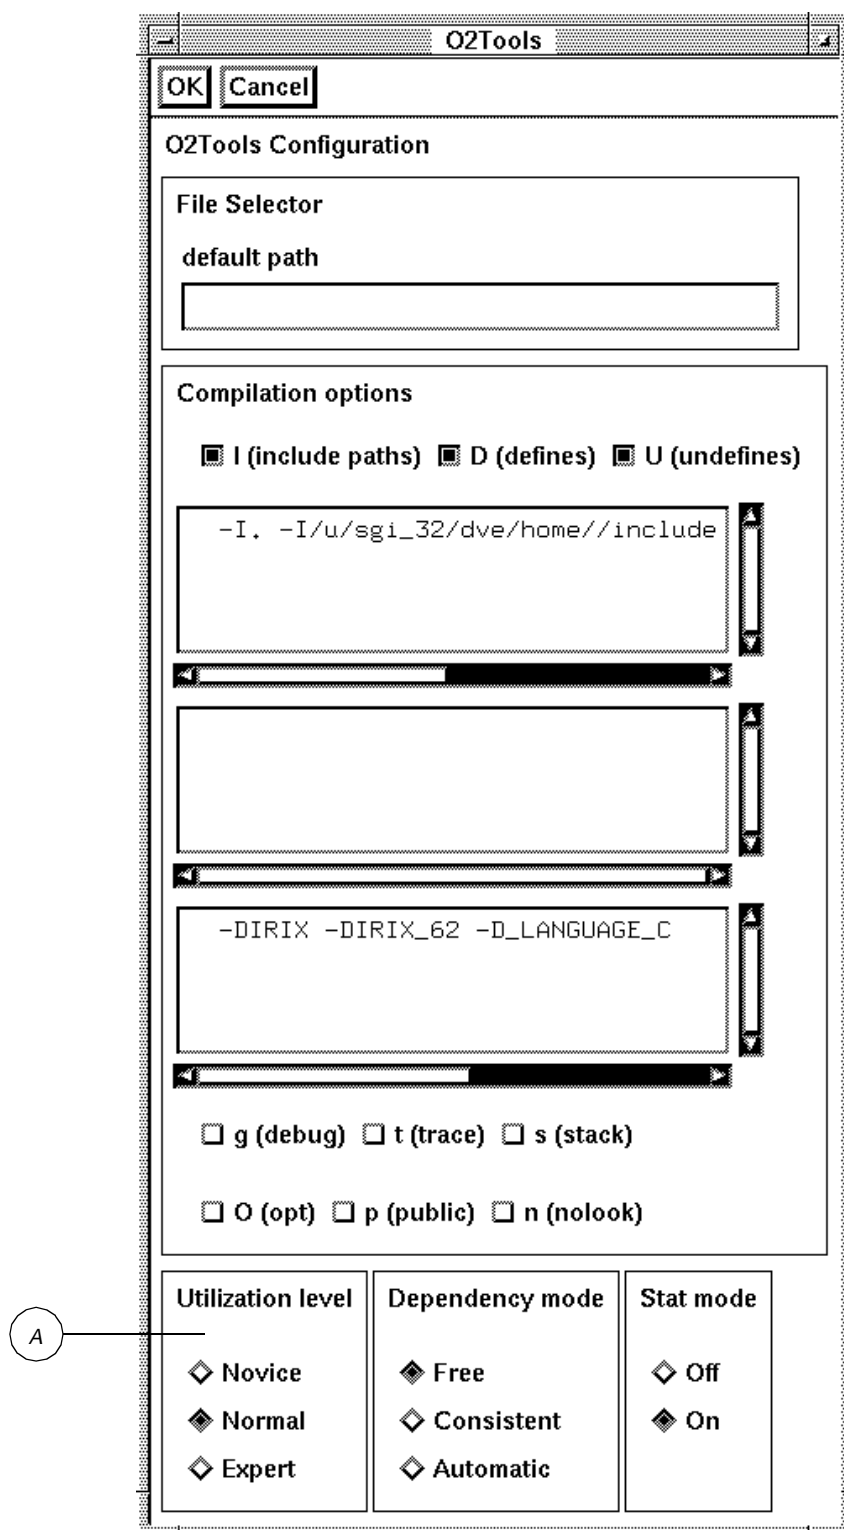 O2Tools
OK Cancel
O2Tools Configuration
File Selector
default path
Compilation options
I (include paths) D (defines) U (undefines)
-I. -I/u/sgi_32/dve/home//include
-DIRIX -DIRIX_62 -D_LANGUAGE_C
g (debug) t (trace) s (stack)
O (opt) p (public) n (nolook)
Utilization level Dependency mode Stat mode
A
Novice Free Off
Normal Consistent On
Expert Automatic